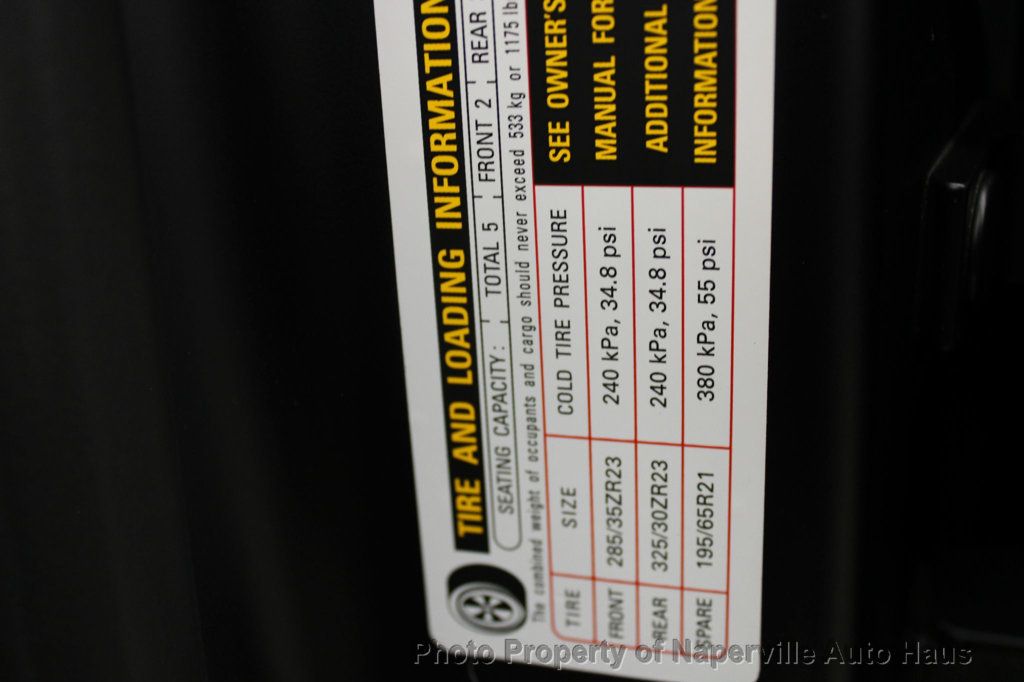 TIRE AND LOADING INFORMATION
SEATING CAPACITY: TOTAL 5 FRONT 2 REAR
The combined weight of occupants and cargo should never exceed 533 kg or 1175 lb
TIRE SIZE COLD TIRE PRESSURE SEE OWNER'S
FRONT 285/35ZR23 240 kPa, 34.8 psi MANUAL FOR
REAR 325/30ZR23 240 kPa, 34.8 psi ADDITIONAL
SPARE 195/65R21 380 kPa, 55 psi INFORMATION
Photo Property of Naperville Auto Haus